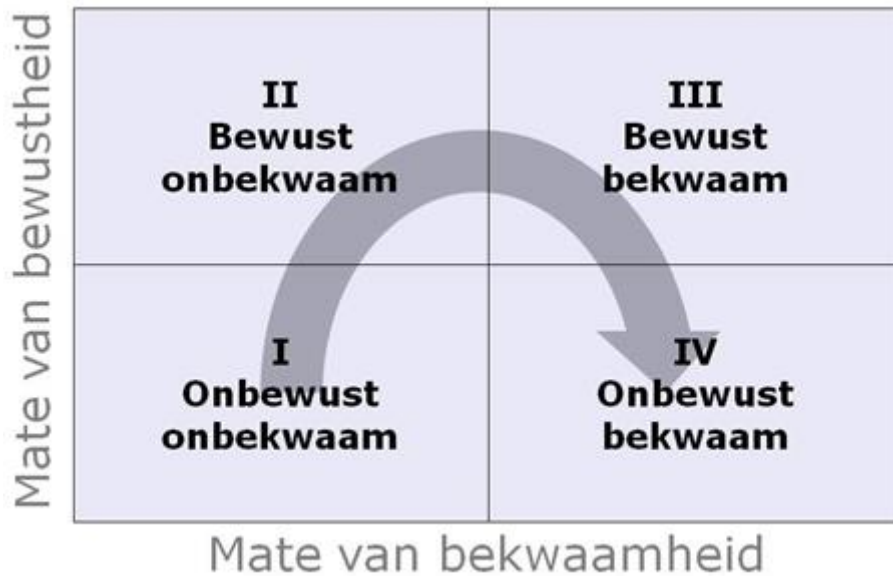 Mate van bewustheid
II
Bewust
onbekwaam
III
Bewust
bekwaam
I
Onbewust
onbekwaam
IV
Onbewust
bekwaam
Mate van bekwaamheid